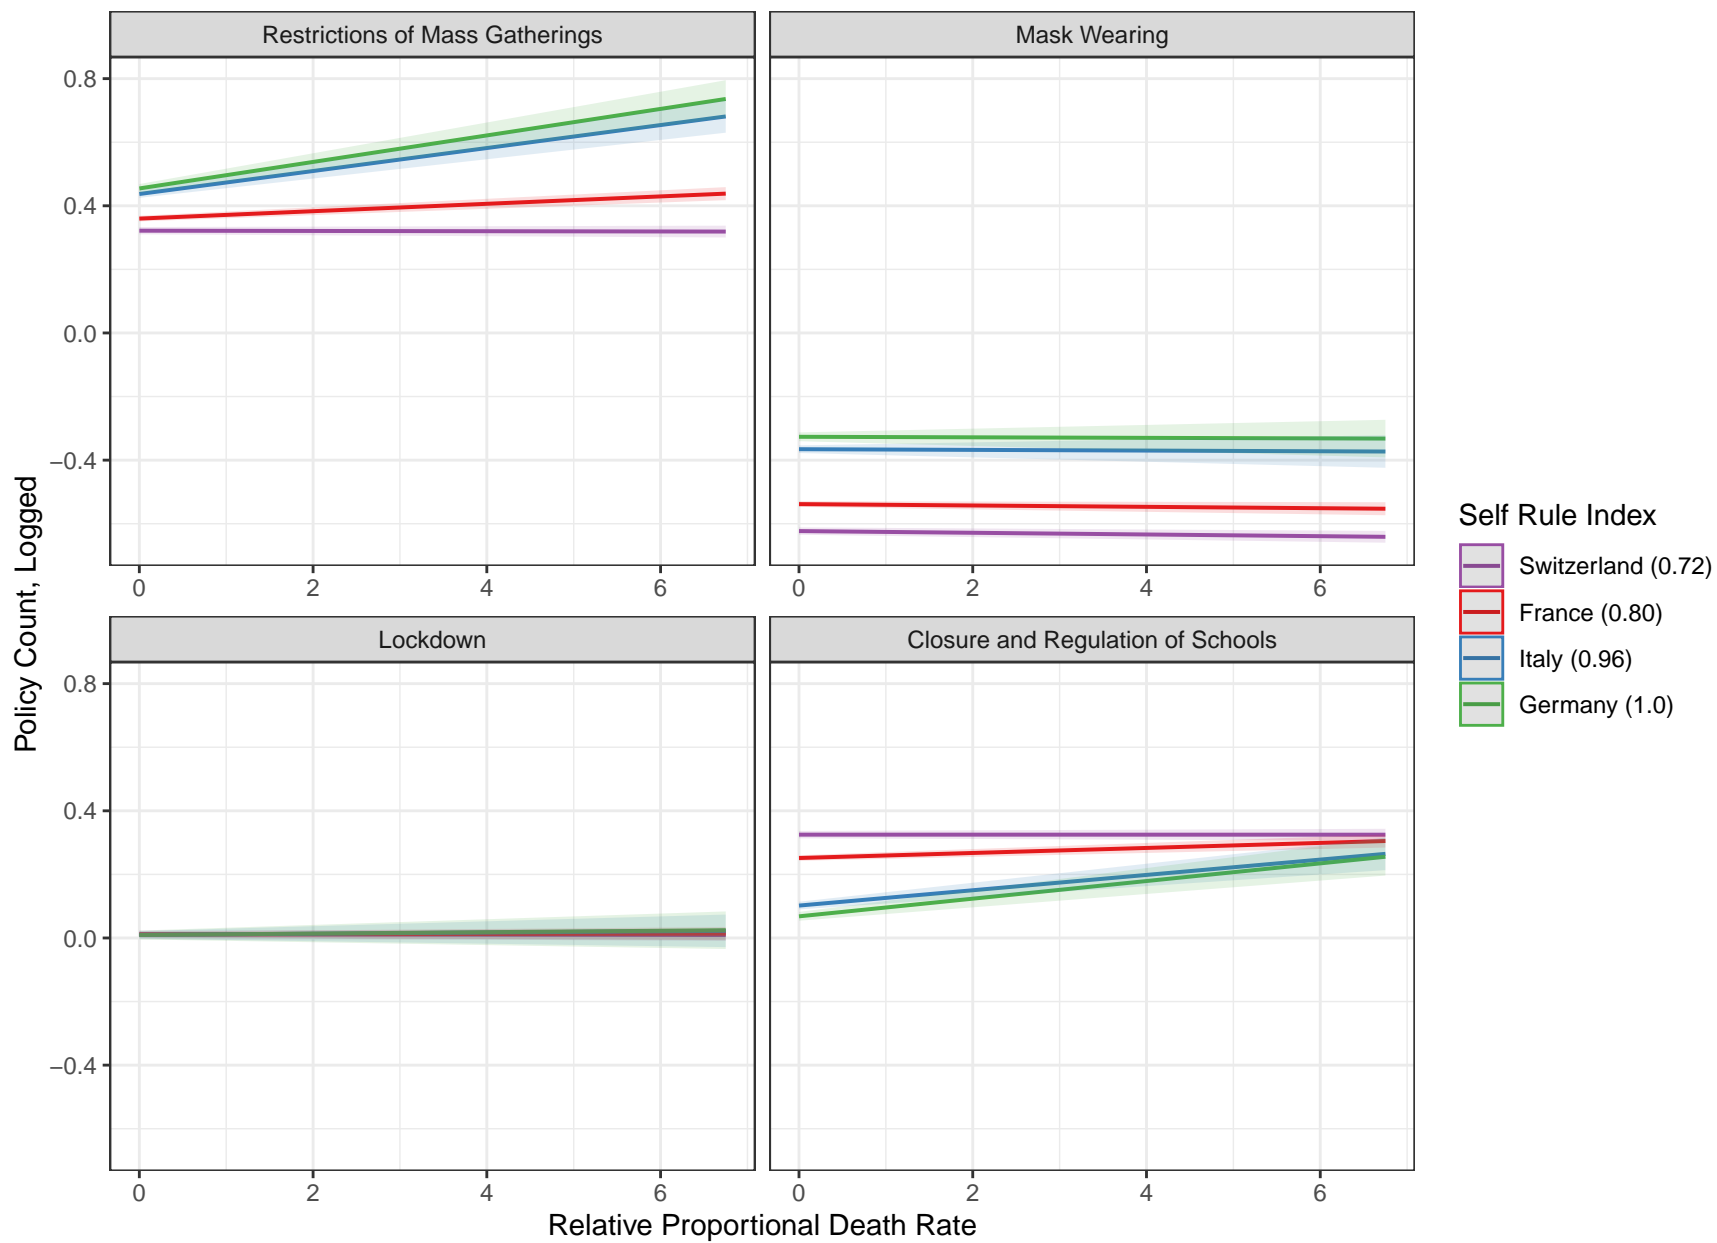 Restrictions of Mass Gatherings
Mask Wearing
0.8
0.4
0.0
−0.4
0 2 4 6
0 2 4 6
Lockdown
Closure and Regulation of Schools
0.8
0.4
0.0
−0.4
0 2 4 6
0 2 4 6
Policy Count, Logged
Relative Proportional Death Rate
Self Rule Index
Switzerland (0.72)
France (0.80)
Italy (0.96)
Germany (1.0)